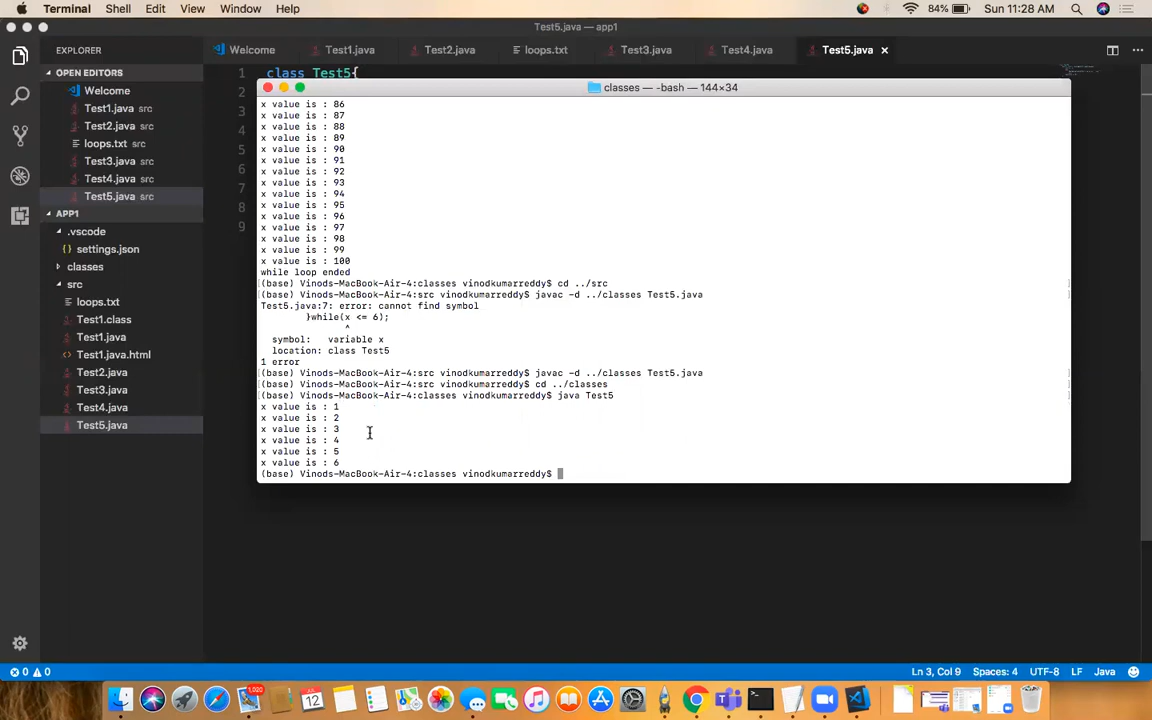 Terminal Shell Edit View Window Help 84% Sun 11:28 AM
Test5.java — app1
EXPLORER
Welcome Test1.java Test2.java loops.txt Test3.java Test4.java Test5.java
OPEN EDITORS
Welcome
Test1.java src
Test2.java src
loops.txt src
Test3.java src
Test4.java src
Test5.java src
APP1
.vscode
settings.json
classes
src
loops.txt
Test1.class
Test1.java
Test1.java.html
Test2.java
Test3.java
Test4.java
Test5.java
1 class Test5{
2
3
4
5
6
7
8
9
classes — -bash — 144×34
x value is : 86
x value is : 87
x value is : 88
x value is : 89
x value is : 90
x value is : 91
x value is : 92
x value is : 93
x value is : 94
x value is : 95
x value is : 96
x value is : 97
x value is : 98
x value is : 99
x value is : 100
while loop ended
[(base) Vinods-MacBook-Air-4:classes vinodkumarreddy$ cd ../src ]
[(base) Vinods-MacBook-Air-4:src vinodkumarreddy$ javac -d ../classes Test5.java ]
Test5.java:7: error: cannot find symbol
}while(x <= 6);
^
symbol: variable x
location: class Test5
1 error
[(base) Vinods-MacBook-Air-4:src vinodkumarreddy$ javac -d ../classes Test5.java ]
[(base) Vinods-MacBook-Air-4:src vinodkumarreddy$ cd ../classes ]
[(base) Vinods-MacBook-Air-4:classes vinodkumarreddy$ java Test5 ]
x value is : 1
x value is : 2
x value is : 3
x value is : 4
x value is : 5
x value is : 6
(base) Vinods-MacBook-Air-4:classes vinodkumarreddy$
0 0 Ln 3, Col 9 Spaces: 4 UTF-8 LF Java
1,020
12